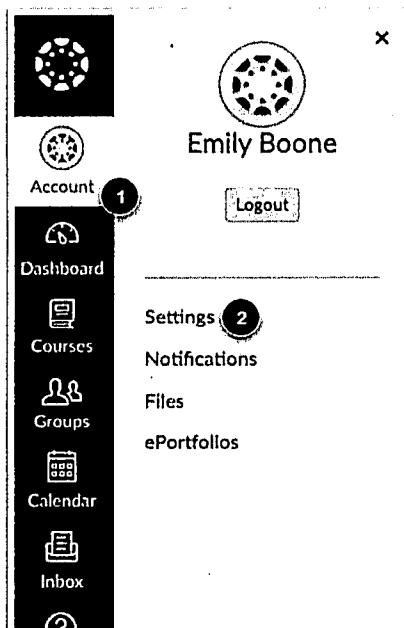 ×
Emily Boone
Logout
Account 1
Dashboard
Courses
Groups
Calendar
Inbox
Settings 2
Notifications
Files
ePortfolios
?